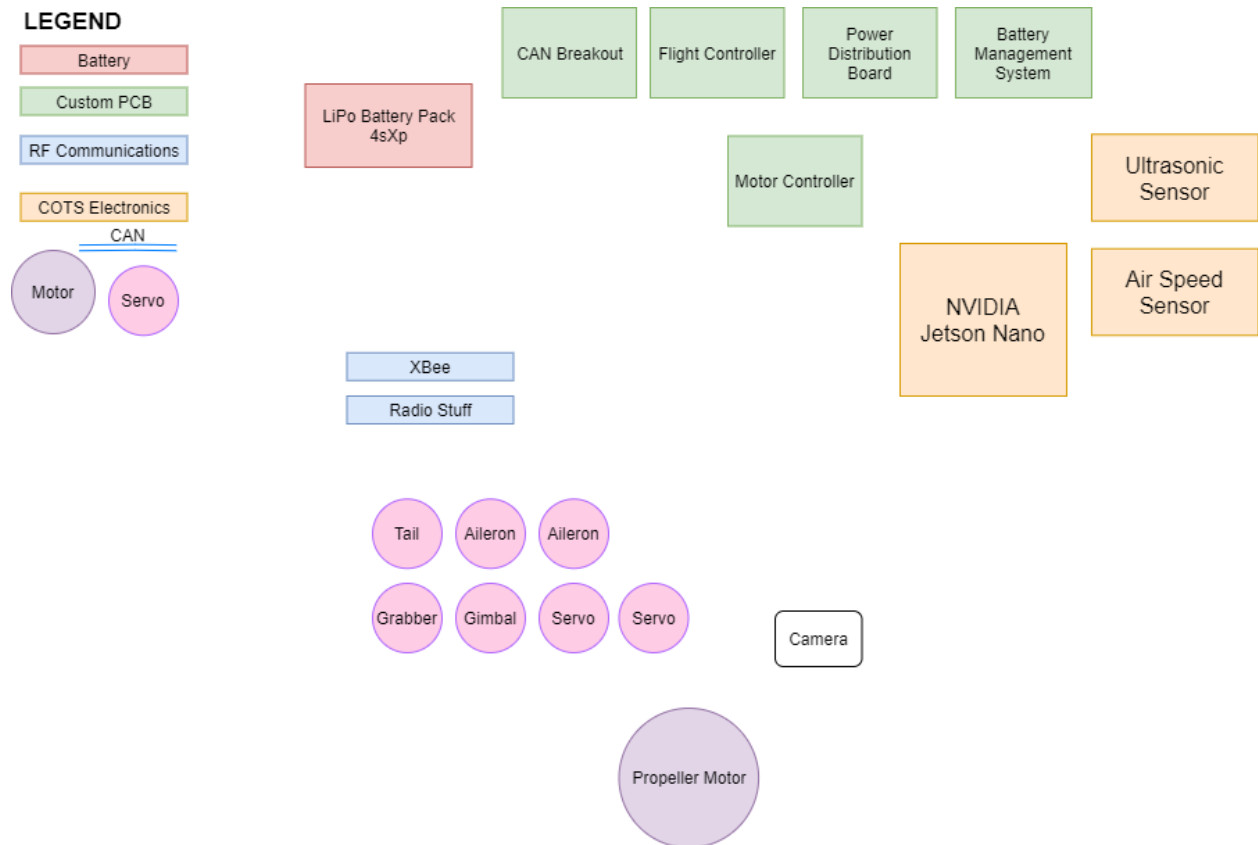 LEGEND
Battery
Custom PCB
RF Communications
COTS Electronics
CAN
Motor
Servo
LiPo Battery Pack
4sXp
CAN Breakout
Flight Controller
Power
Distribution
Board
Battery
Management
System
Motor Controller
Ultrasonic
Sensor
NVIDIA
Jetson Nano
Air Speed
Sensor
XBee
Radio Stuff
Tail
Aileron
Aileron
Grabber
Gimbal
Servo
Servo
Camera
Propeller Motor